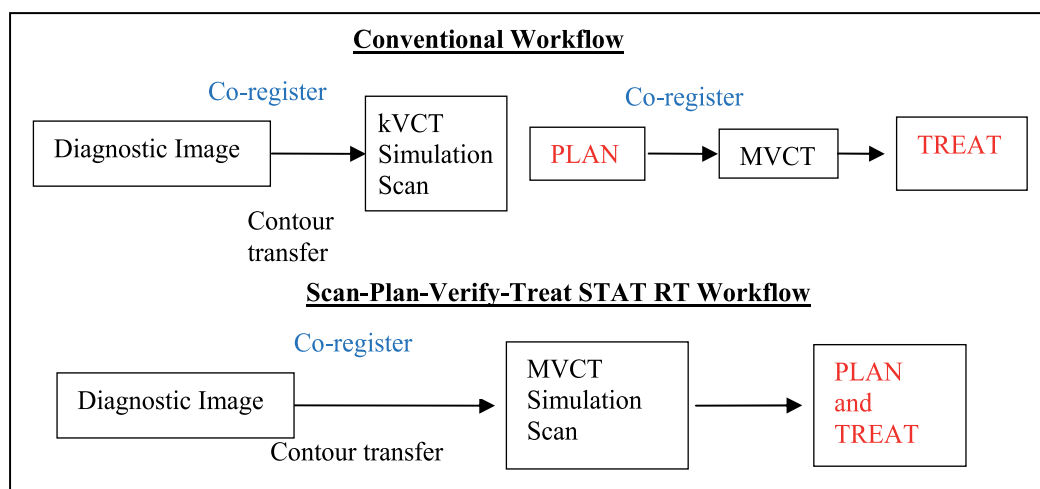 Conventional Workflow
Co-register
Co-register
Diagnostic Image
kVCT
Simulation
Scan
PLAN
MVCT
TREAT
Contour
transfer
Scan-Plan-Verify-Treat STAT RT Workflow
Co-register
Diagnostic Image
MVCT
Simulation
Scan
PLAN
and
TREAT
Contour transfer